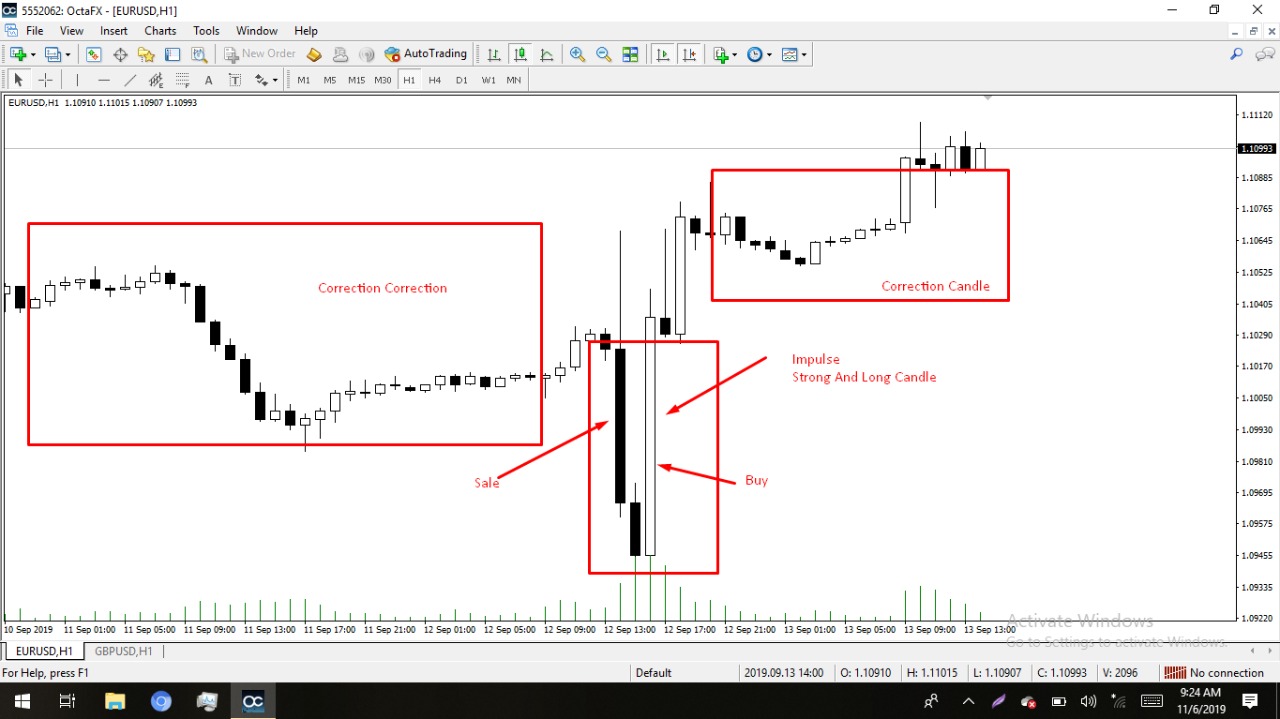 5552062: OctaFX - [EURUSD,H1]
File View Insert Charts Tools Window Help
New Order AutoTrading
A T M1 M5 M15 M30 H1 H4 D1 W1 MN
EURUSD,H1 1.10910 1.11015 1.10907 1.10993
1.11120
1.10993
1.10885
1.10765
1.10645
1.10525
1.10405
1.10290
1.10170
1.10050
1.09930
1.09810
1.09695
1.09575
1.09455
1.09335
1.09220
Correction Correction
Correction Candle
Impulse
Strong And Long Candle
Sale
Buy
10 Sep 2019 11 Sep 01:00 11 Sep 05:00 11 Sep 09:00 11 Sep 13:00 11 Sep 17:00 11 Sep 21:00 12 Sep 01:00 12 Sep 05:00 12 Sep 09:00 12 Sep 13:00 12 Sep 17:00 12 Sep 21:00 13 Sep 01:00 13 Sep 05:00 13 Sep 09:00 13 Sep 13:00
Activate Windows
Go to Settings to activate Windows.
EURUSD,H1 GBPUSD,H1
For Help, press F1 Default 2019.09.13 14:00 O: 1.10910 H: 1.11015 L: 1.10907 C: 1.10993 V: 2096 No connection
9:24 AM
11/6/2019